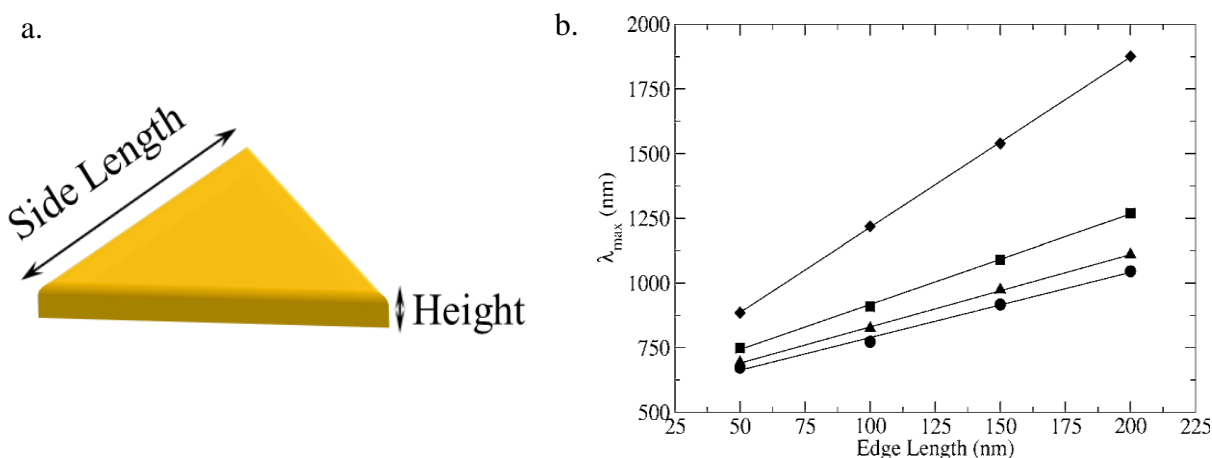 a.
Side Length
Height
b.
2000
1750
1500
1250
1000
750
500
λmax (nm)
25 50 75 100 125 150 175 200 225
Edge Length (nm)